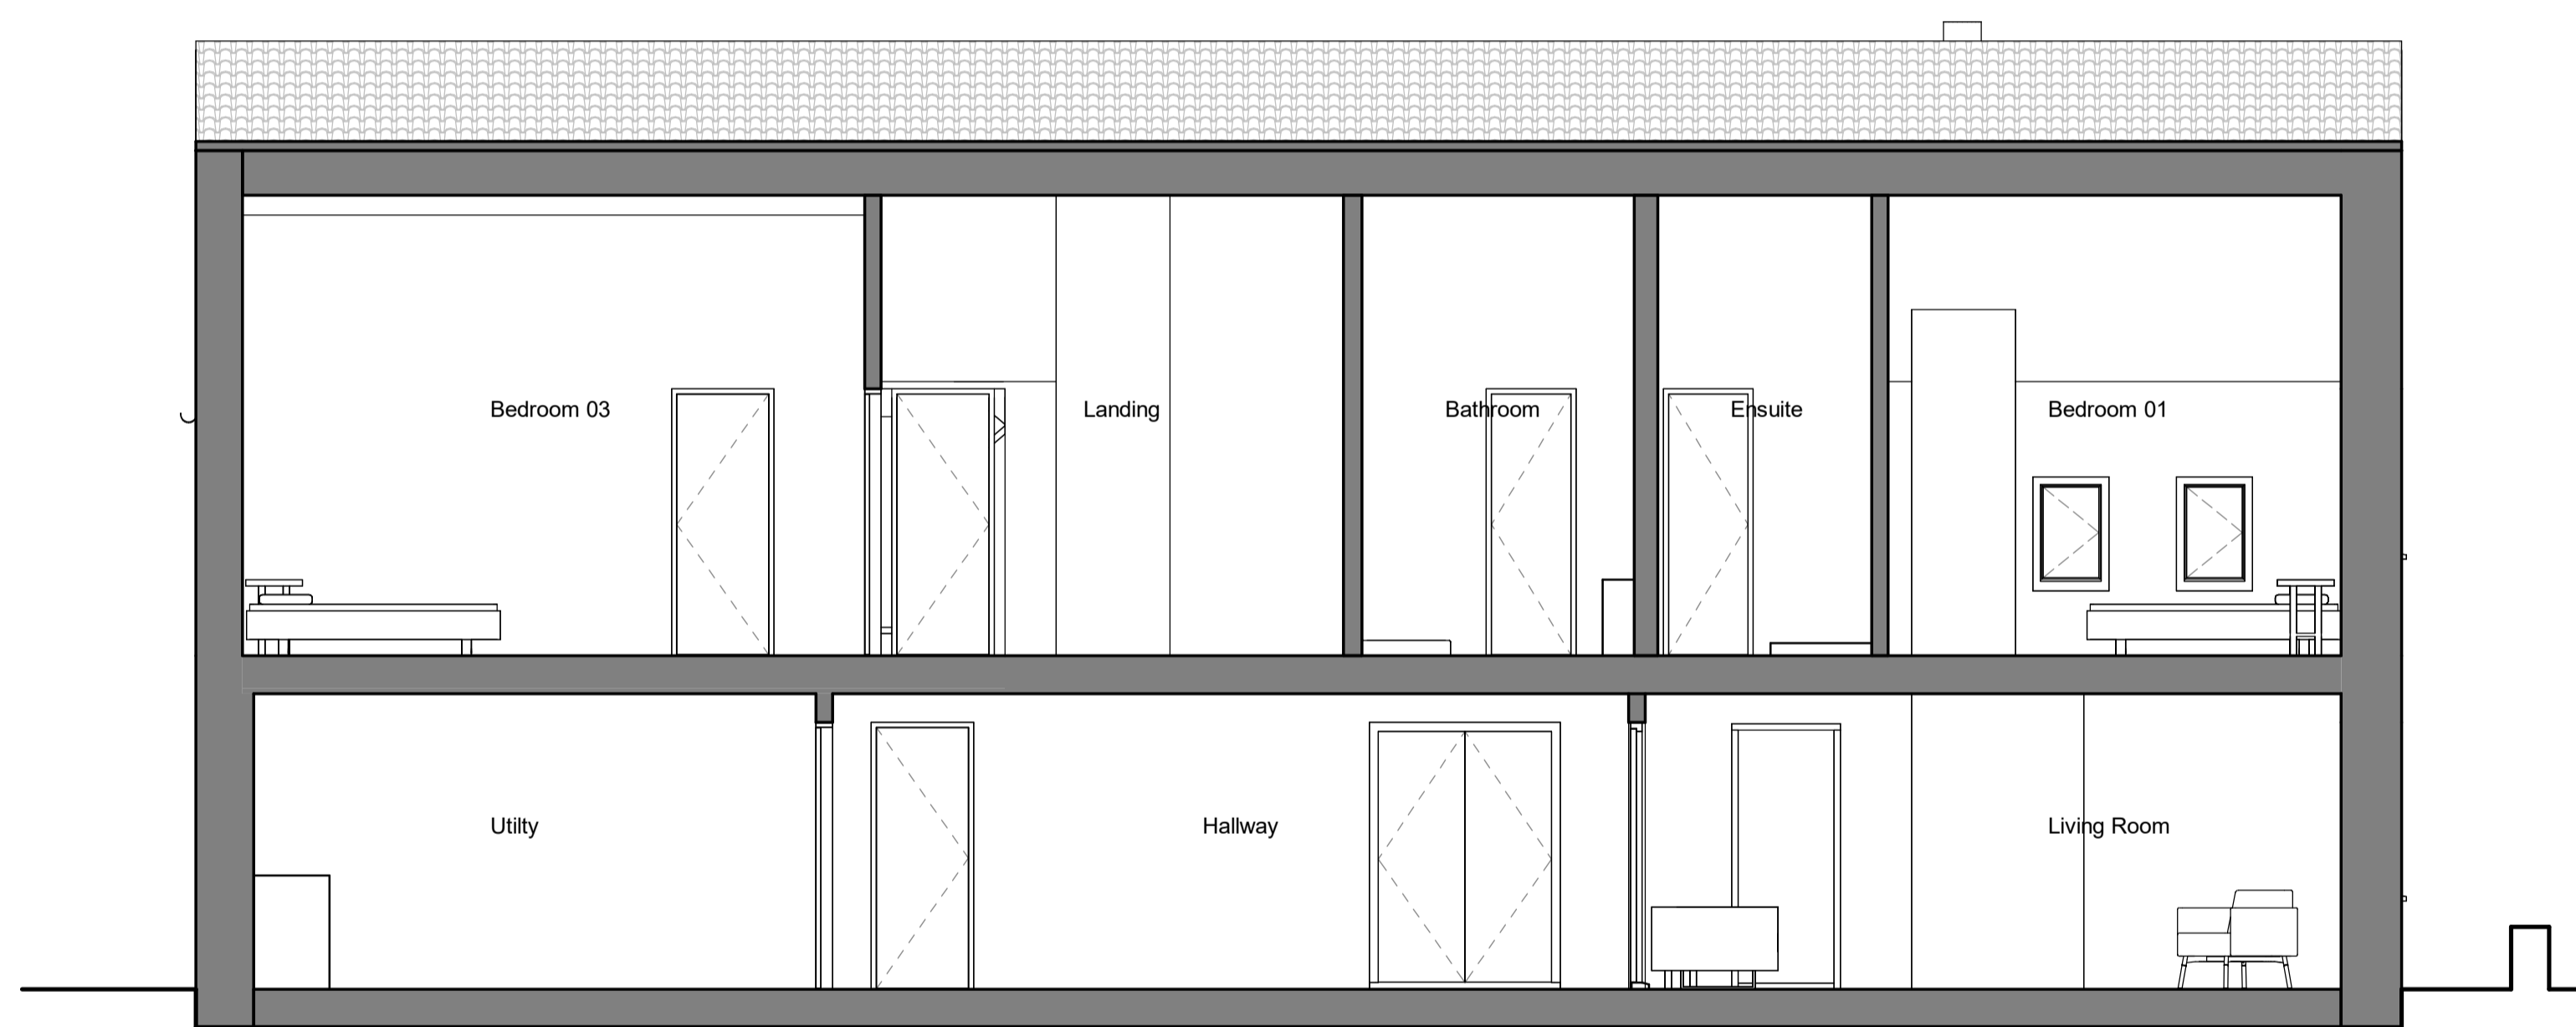 Bedroom 03
Landing
Bathroom
Ensuite
Bedroom 01
Utilty
Hallway
Living Room